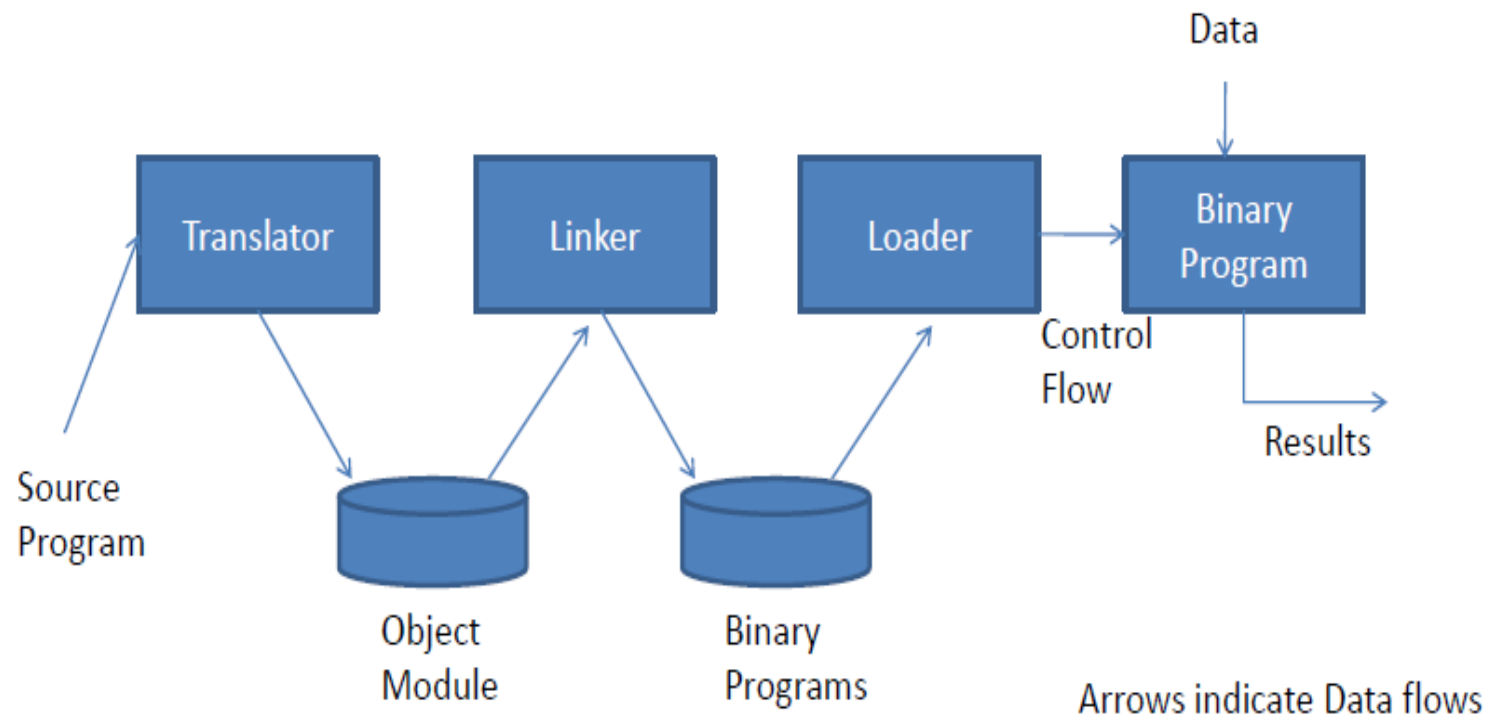 Data
Translator
Linker
Loader
Binary
Program
Control
Flow
Results
Source
Program
Object
Module
Binary
Programs
Arrows indicate Data flows